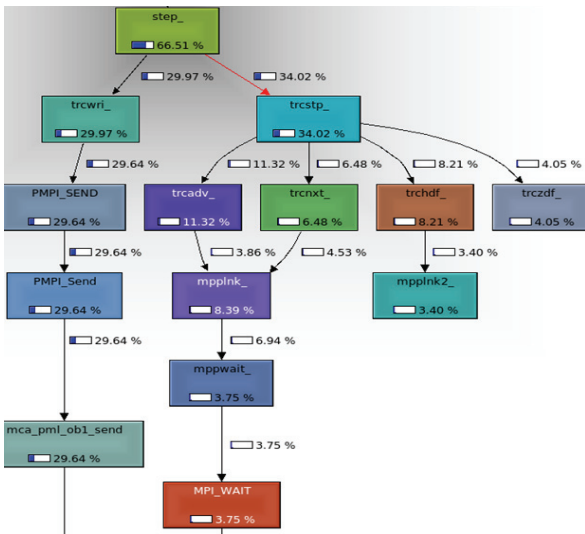 step_
66.51 %
29.97 %
34.02 %
trcwri_
29.97 %
trcstp_
34.02 %
29.64 %
11.32 %
6.48 %
8.21 %
4.05 %
PMPI_SEND
29.64 %
trcadv_
11.32 %
trcnxt_
6.48 %
trchdf_
8.21 %
trczdf_
4.05 %
29.64 %
3.86 %
4.53 %
3.40 %
PMPI_Send
29.64 %
mpplnk_
8.39 %
mpplnk2_
3.40 %
29.64 %
6.94 %
mppwait_
3.75 %
mca_pml_ob1_send
29.64 %
3.75 %
MPI_WAIT
3.75 %